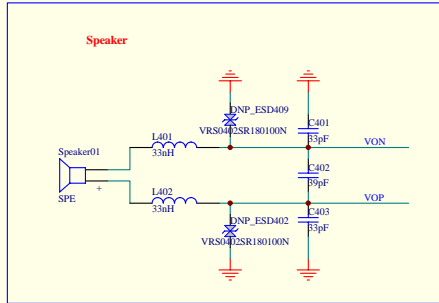 Speaker
DNP_ESD409
VRS0402SR180100N
C401
33pF
L401
33nH
VON
Speaker01
C402
39pF
L402
33nH
VOP
+
SPE
C403
33pF
DNP_ESD402
VRS0402SR180100N